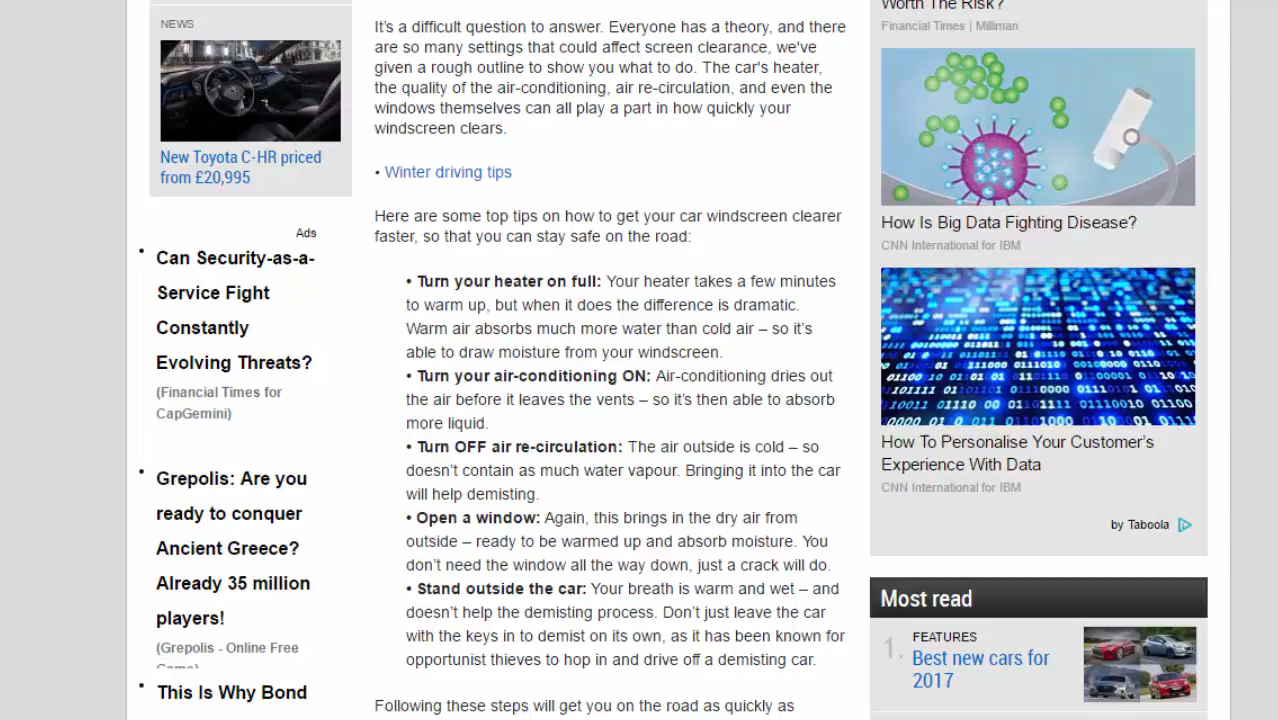 NEWS
New Toyota C-HR priced
from £20,995
Ads
• Can Security-as-a-
Service Fight
Constantly
Evolving Threats?
(Financial Times for
CapGemini)
• Grepolis: Are you
ready to conquer
Ancient Greece?
Already 35 million
players!
(Grepolis - Online Free
Game)
• This Is Why Bond
It’s a difficult question to answer. Everyone has a theory, and there
are so many settings that could affect screen clearance, we've
given a rough outline to show you what to do. The car's heater,
the quality of the air-conditioning, air re-circulation, and even the
windows themselves can all play a part in how quickly your
windscreen clears.
• Winter driving tips
Here are some top tips on how to get your car windscreen clearer
faster, so that you can stay safe on the road:
• Turn your heater on full: Your heater takes a few minutes
to warm up, but when it does the difference is dramatic.
Warm air absorbs much more water than cold air – so it’s
able to draw moisture from your windscreen.
• Turn your air-conditioning ON: Air-conditioning dries out
the air before it leaves the vents – so it’s then able to absorb
more liquid.
• Turn OFF air re-circulation: The air outside is cold – so
doesn’t contain as much water vapour. Bringing it into the car
will help demisting.
• Open a window: Again, this brings in the dry air from
outside – ready to be warmed up and absorb moisture. You
don’t need the window all the way down, just a crack will do.
• Stand outside the car: Your breath is warm and wet – and
doesn’t help the demisting process. Don’t just leave the car
with the keys in to demist on its own, as it has been known for
opportunist thieves to hop in and drive off a demisting car.
Following these steps will get you on the road as quickly as
Worth The Risk?
Financial Times | Milliman
How Is Big Data Fighting Disease?
CNN International for IBM
How To Personalise Your Customer’s
Experience With Data
CNN International for IBM
by Taboola
Most read
1. FEATURES
Best new cars for
2017